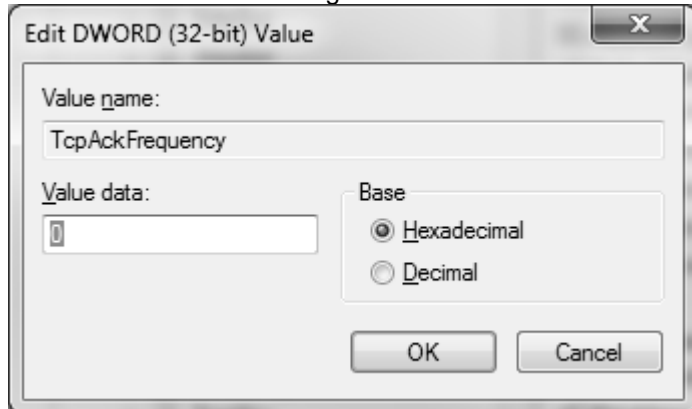 Edit DWORD (32-bit) Value
Value name:
TcpAckFrequency
Value data:
0
Base
Hexadecimal
Decimal
OK
Cancel